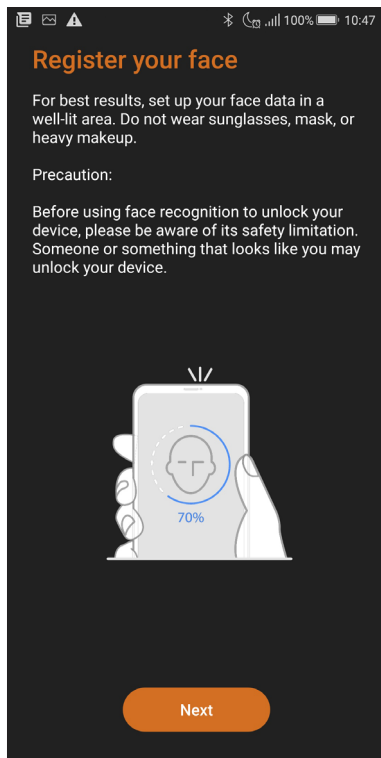 100% 10:47
Register your face
For best results, set up your face data in a
well-lit area. Do not wear sunglasses, mask, or
heavy makeup.
Precaution:
Before using face recognition to unlock your
device, please be aware of its safety limitation.
Someone or something that looks like you may
unlock your device.
70%
Next